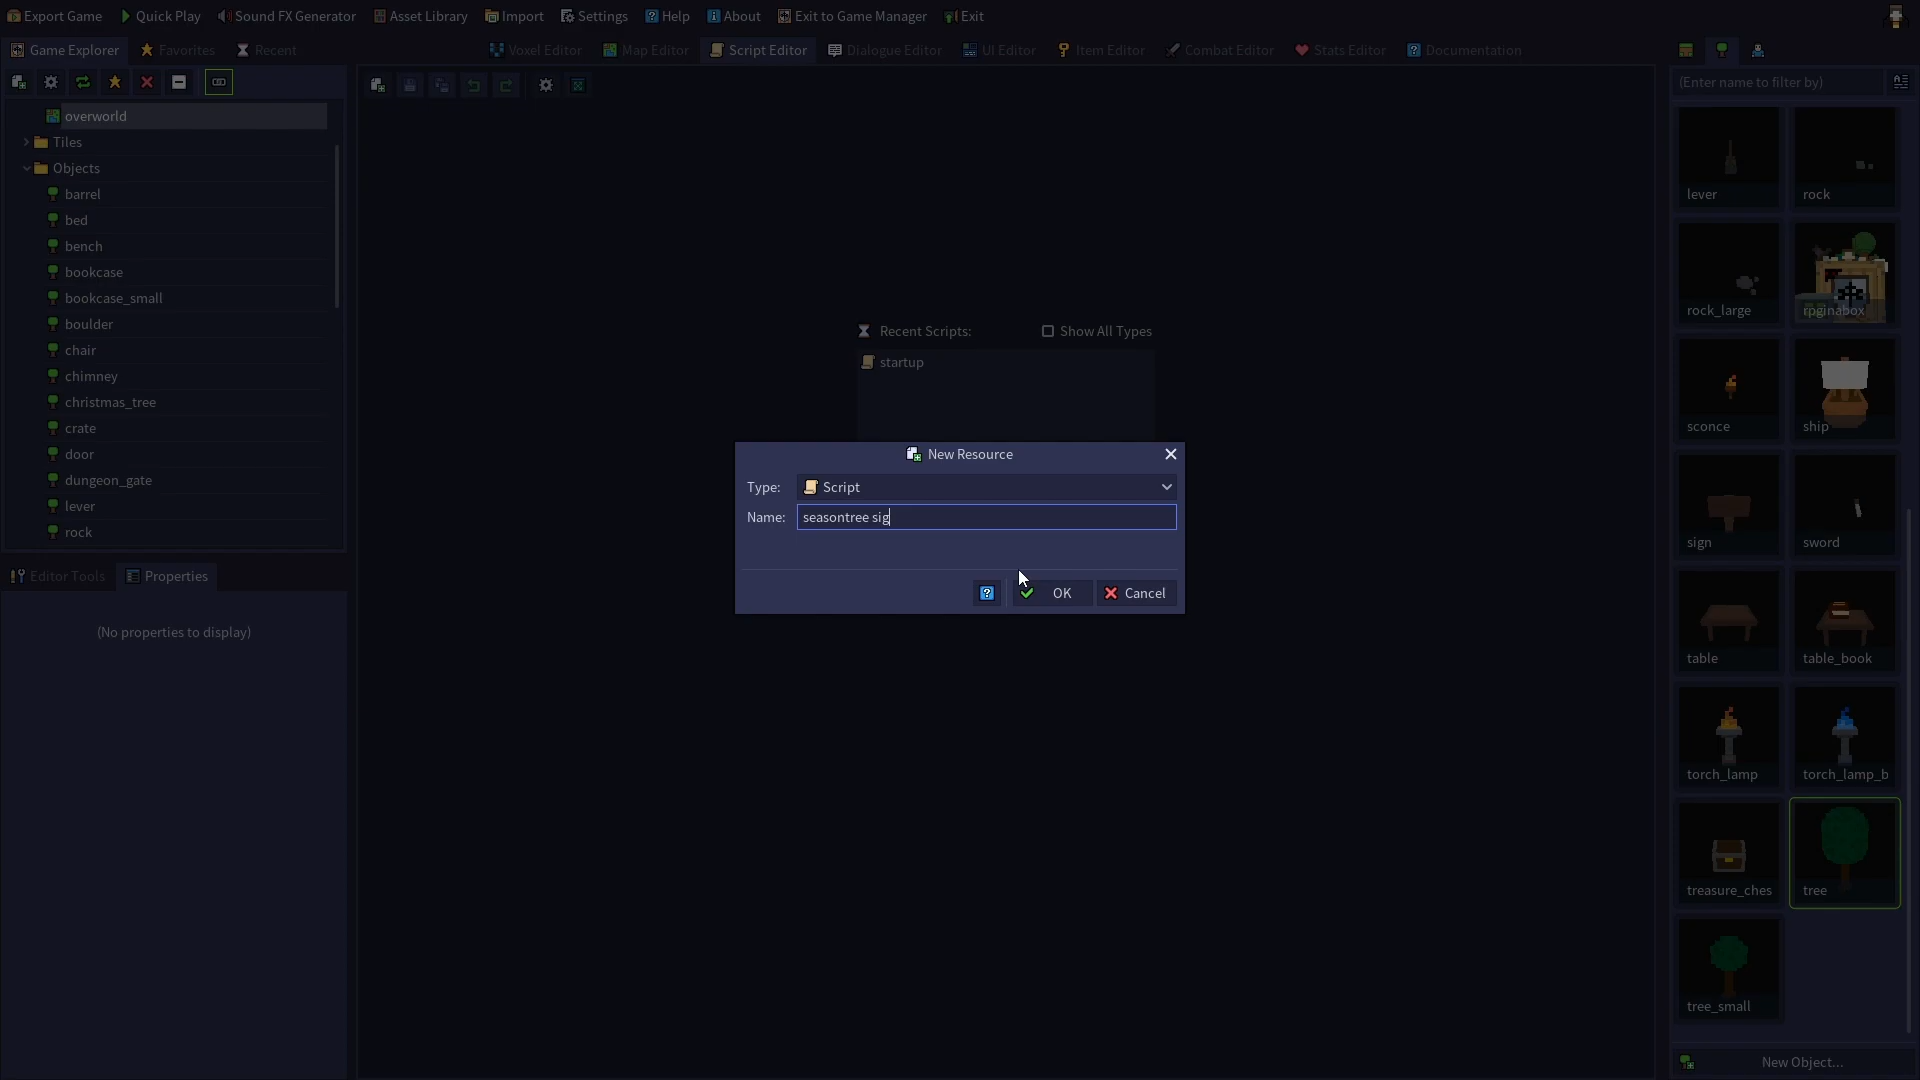 Export Game Quick Play Sound FX Generator Asset Library Import Settings Help About Exit to Game Manager Exit
Game Explorer Favorites Recent
Voxel Editor Map Editor Script Editor Dialogue Editor UI Editor Item Editor Combat Editor Stats Editor Documentation
(Enter name to filter by)
overworld
Tiles
Objects
barrel
bed
bench
bookcase
bookcase_small
boulder
chair
chimney
christmas_tree
crate
door
dungeon_gate
lever
rock
Editor Tools Properties
(No properties to display)
Recent Scripts: Show All Types
startup
New Resource
Type: Script
Name: seasontree sig
OK Cancel
lever rock
rock_large rpginabox
sconce ship
sign sword
table table_book
torch_lamp torch_lamp_b
treasure_ches tree
tree_small
New Object...